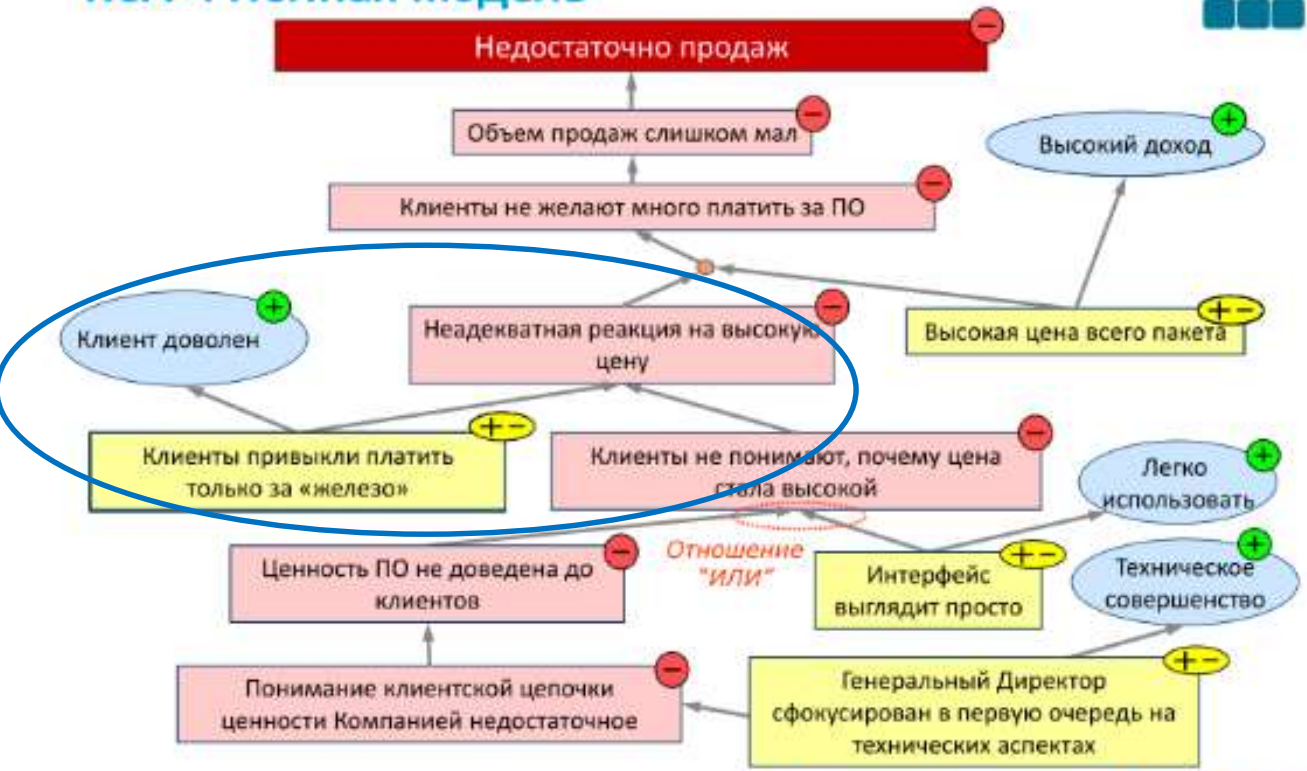 Недостаточно продаж
Объем продаж слишком мал
Высокий доход
Клиенты не желают много платить за ПО
Клиент доволен
Неадекватная реакция на высокую
цену
Высокая цена всего пакета
Клиенты привыкли платить
только за «железо»
Клиенты не понимают, почему цена
стала высокой
Легко
использовать
Ценность ПО не доведена до
клиентов
Отношение
"ИЛИ"
Интерфейс
выглядит просто
Техническое
совершенство
Понимание клиентской цепочки
ценности Компанией недостаточное
Генеральный Директор
сфокусирован в первую очередь на
технических аспектах